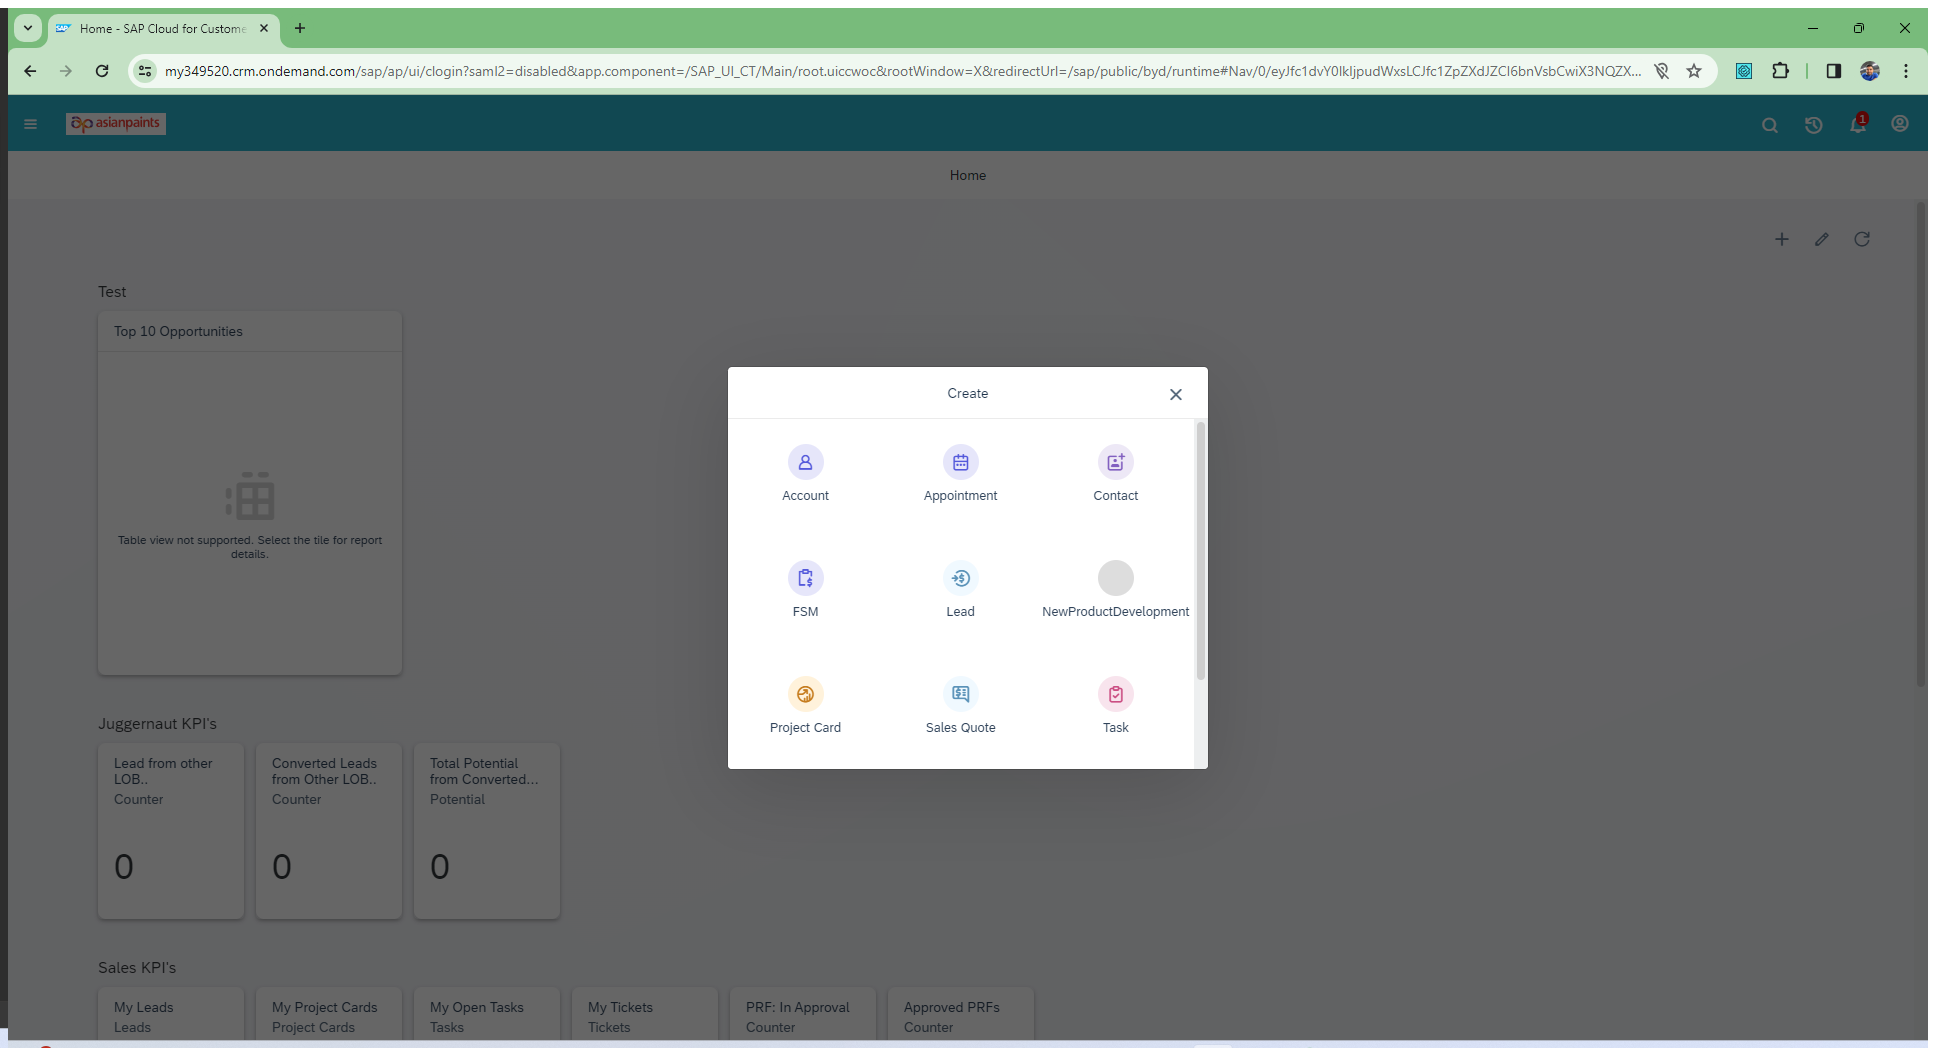 Home - SAP Cloud for Custome
my349520.crm.ondemand.com/sap/ap/ui/clogin?saml2=disabled&app.component=/SAP_UI_CT/Main/root.uiccwoc&rootWindow=X&redirectUrl=/sap/public/byd/runtime#Nav/0/eyJfc1dvY0lkIjpudWxsLCJfc1ZpZXdJZCI6bnVsbCwiX3NQZX...
asianpaints
1
Home
Test
Top 10 Opportunities
Table view not supported. Select the tile for report
details.
Create
Account
Appointment
Contact
FSM
Lead
NewProductDevelopment
Project Card
Sales Quote
Task
Juggernaut KPI's
Lead from other
LOB..
Counter
0
Converted Leads
from Other LOB..
Counter
0
Total Potential
from Converted...
Potential
0
Sales KPI's
My Leads
Leads
My Project Cards
Project Cards
My Open Tasks
Tasks
My Tickets
Tickets
PRF: In Approval
Counter
Approved PRFs
Counter